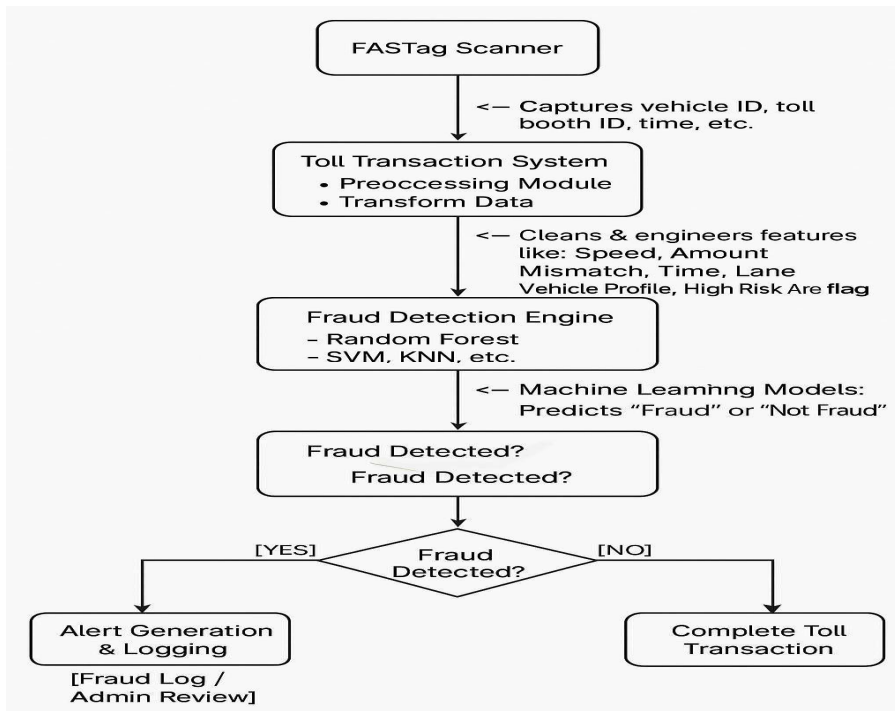 FASTag Scanner
<— Captures vehicle ID, toll
booth ID, time, etc.
Toll Transaction System
• Preoccessing Module
• Transform Data
<— Cleans & engineers features
like: Speed, Amount
Mismatch, Time, Lane
Vehicle Profile, High Risk Are flag
Fraud Detection Engine
– Random Forest
– SVM, KNN, etc.
<— Machine Learning Models:
Predicts “Fraud” or “Not Fraud”
Fraud Detected?
Fraud Detected?
[YES]
Fraud
Detected?
[NO]
Alert Generation
& Logging
[Fraud Log /
Admin Review]
Complete Toll
Transaction